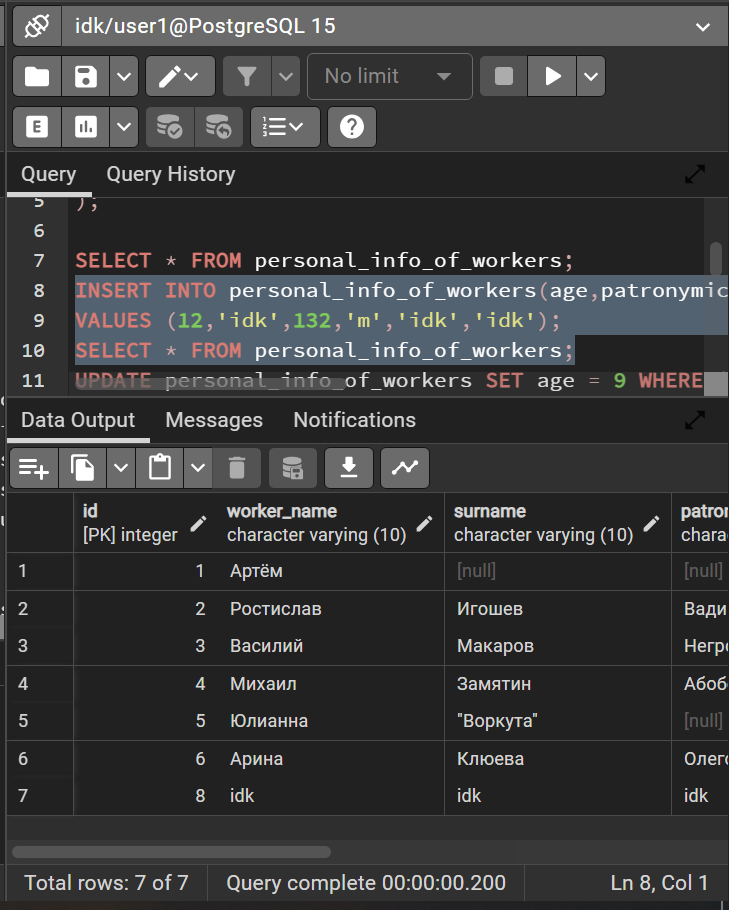 idk/user1@PostgreSQL 15
No limit
E
Query Query History
5 );
6
7 SELECT * FROM personal_info_of_workers;
8 INSERT INTO personal_info_of_workers(age,patronymic
9 VALUES (12,'idk',132,'m','idk','idk');
10 SELECT * FROM personal_info_of_workers;
11 UPDATE personal_info_of_workers SET age = 9 WHERE
Data Output Messages Notifications
id worker_name surname patron
[PK] integer character varying (10) character varying (10) chara
1 1 Артём [null] [null]
2 2 Ростислав Игошев Вади
3 3 Василий Макаров Негр
4 4 Михаил Замятин Абоб
5 5 Юлианна "Воркута" [null]
6 6 Арина Клюева Олег
7 8 idk idk idk
Total rows: 7 of 7 Query complete 00:00:00.200 Ln 8, Col 1